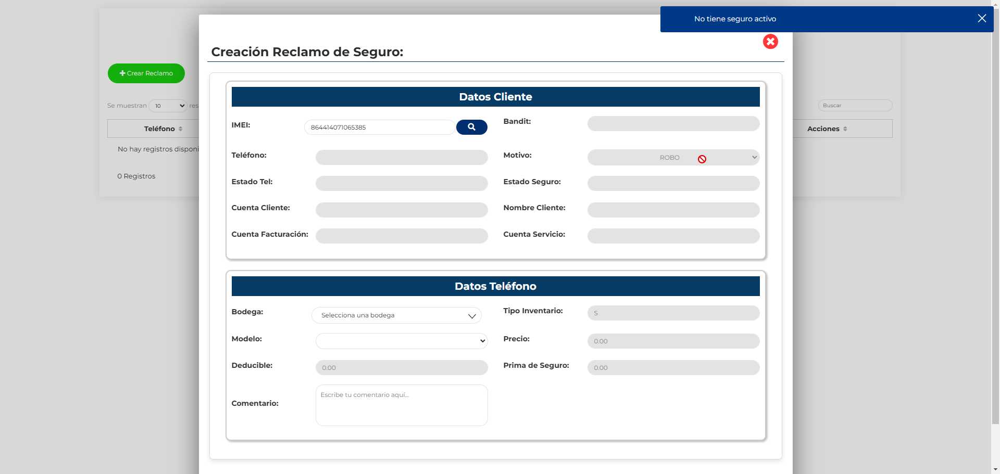 No tiene seguro activo
Creación Reclamo de Seguro:
Crear Reclamo
Se muestran 10 res
Buscar
Teléfono
Acciones
No hay registros disponi
0 Registros
Datos Cliente
IMEI: 864414071065385
Bandit:
Teléfono:
Motivo: ROBO
Estado Tel:
Estado Seguro:
Cuenta Cliente:
Nombre Cliente:
Cuenta Facturación:
Cuenta Servicio:
Datos Teléfono
Bodega: Selecciona una bodega
Tipo Inventario: S
Modelo:
Precio: 0.00
Deducible: 0.00
Prima de Seguro: 0.00
Comentario: Escribe tu comentario aquí...